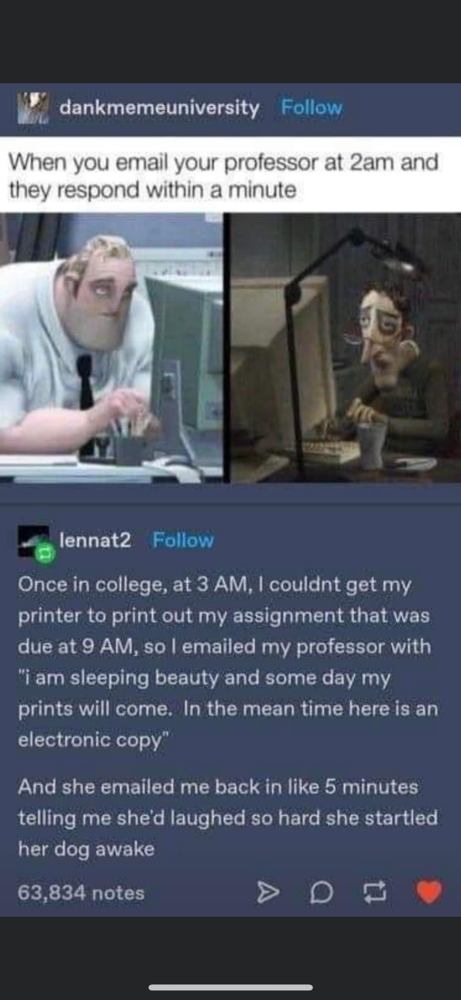 dankmemeuniversity Follow
When you email your professor at 2am and
they respond within a minute
lennat2 Follow
Once in college, at 3 AM, I couldnt get my
printer to print out my assignment that was
due at 9 AM, so I emailed my professor with
"i am sleeping beauty and some day my
prints will come.  In the mean time here is an
electronic copy"
And she emailed me back in like 5 minutes
telling me she'd laughed so hard she startled
her dog awake
63,834 notes